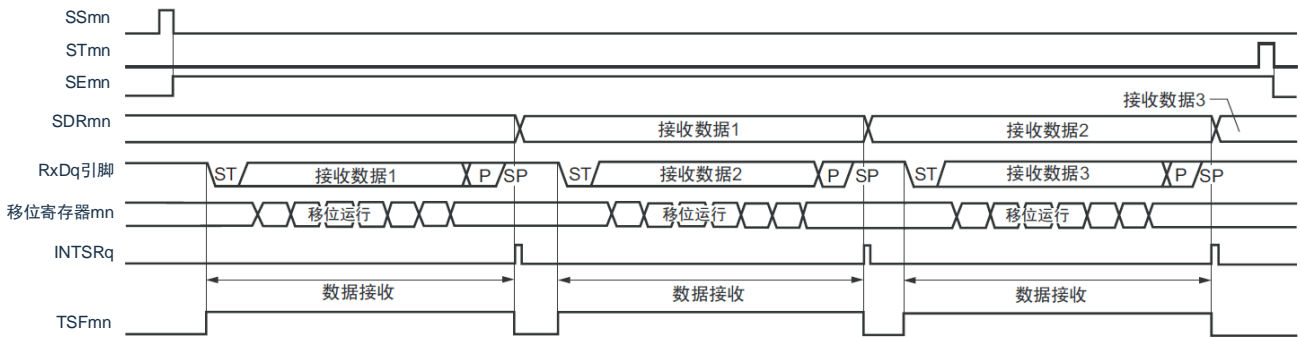 SSmn
STmn
SEmn
接收数据3
SDRmn 接收数据1 接收数据2
RxDq引脚 ST 接收数据1 P SP ST 接收数据2 P SP ST 接收数据3 P SP
移位寄存器mn 移位运行 移位运行 移位运行
INTSRq
数据接收 数据接收 数据接收
TSFmn